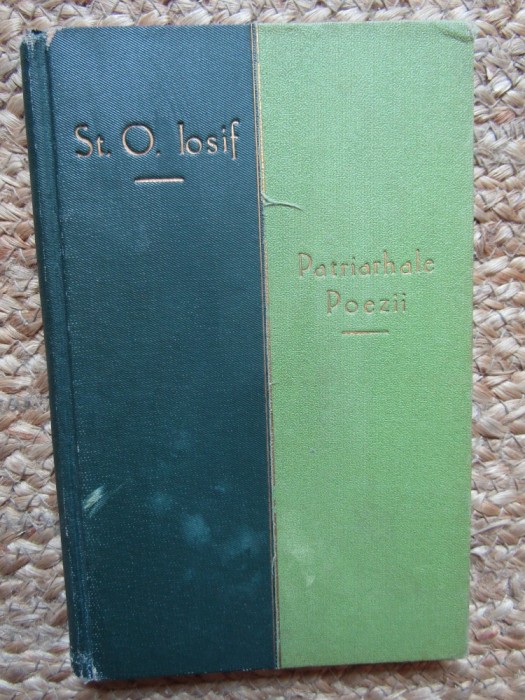 St. O. Iosif
Patriarhale
Poezii